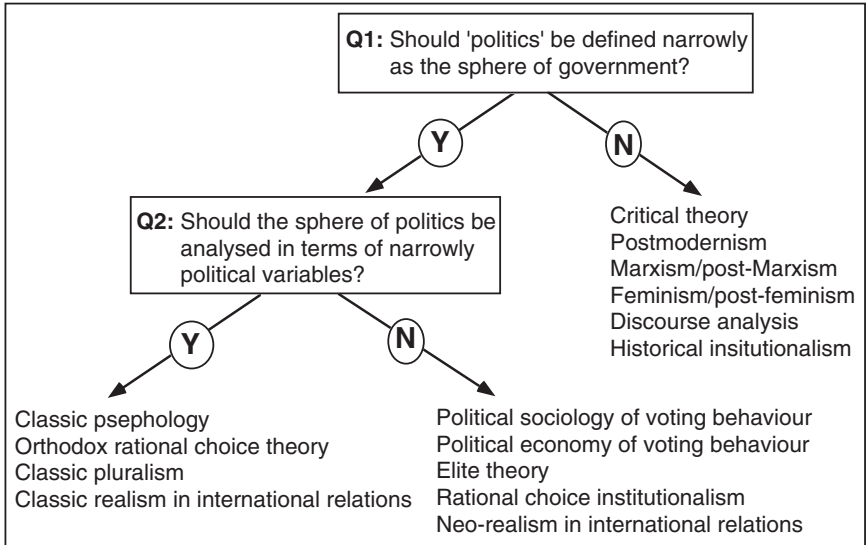 Q1: Should 'politics' be defined narrowly
as the sphere of government?
Y
N
Q2: Should the sphere of politics be
analysed in terms of narrowly
political variables?
Critical theory
Postmodernism
Marxism/post-Marxism
Feminism/post-feminism
Discourse analysis
Historical insitutionalism
Y
N
Classic psephology
Orthodox rational choice theory
Classic pluralism
Classic realism in international relations
Political sociology of voting behaviour
Political economy of voting behaviour
Elite theory
Rational choice institutionalism
Neo-realism in international relations